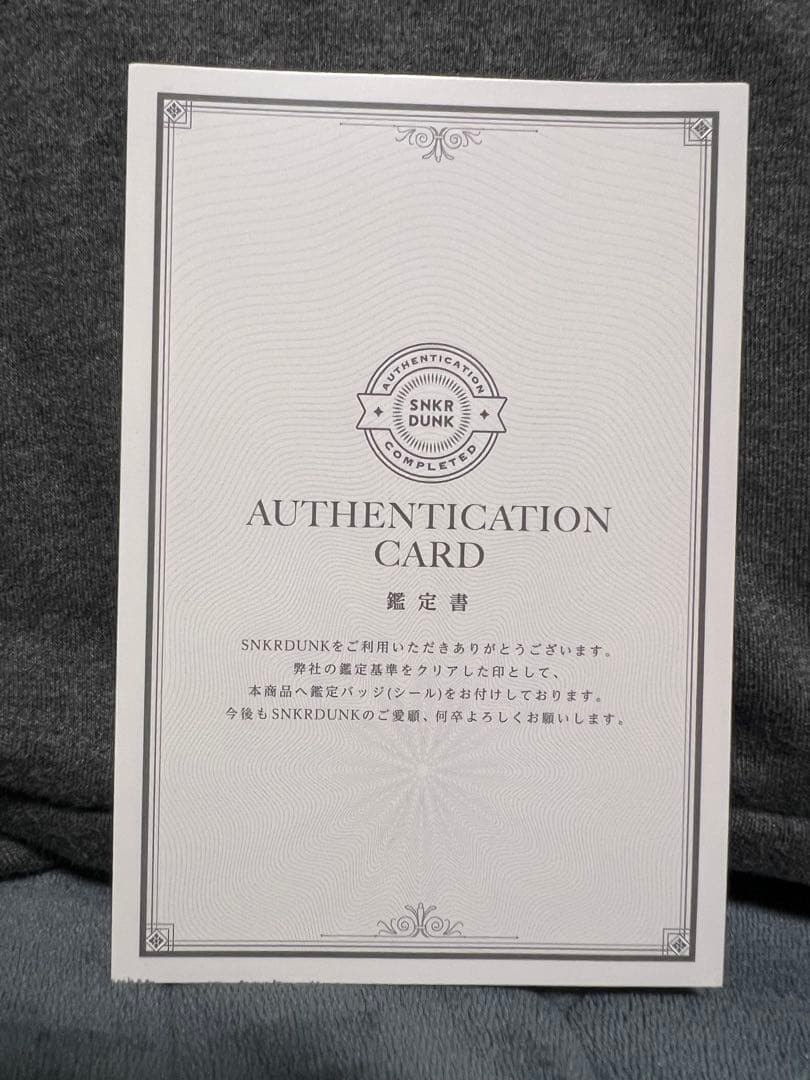 AUTHENTICATION
SNKR
DUNK
COMPLETED
AUTHENTICATION
CARD
鑑定書
SNKRDUNKをご利用いただきありがとうございます。
弊社の鑑定基準をクリアした印として、
本商品へ鑑定バッジ(シール)をお付けしております。
今後もSNKRDUNKのご愛顧、何卒よろしくお願いします。